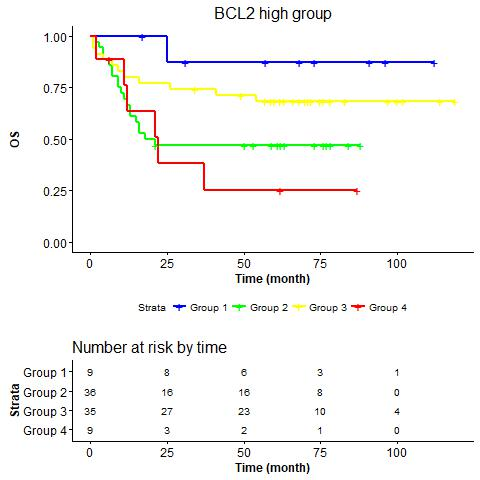 BCL2 high group
1.00
0.75
0.50
0.25
0.00
OS
0 25 50 75 100
Time (month)
Strata Group 1 Group 2 Group 3 Group 4
Number at risk by time
Strata
Group 1 9 8 6 3 1
Group 2 36 16 16 8 0
Group 3 35 27 23 10 4
Group 4 9 3 2 1 0
0 25 50 75 100
Time (month)